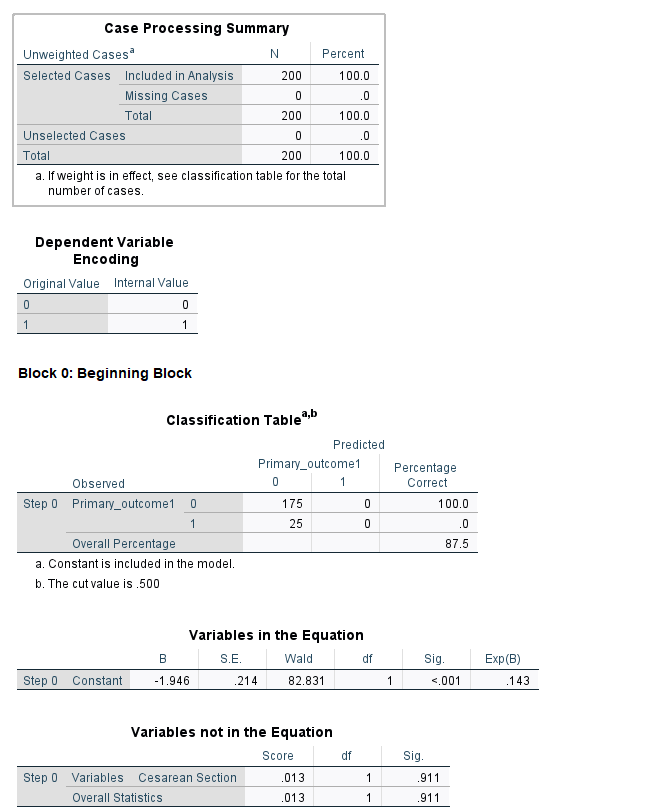 Case Processing Summary
Unweighted Casesa N Percent
Selected Cases Included in Analysis 200 100.0
Missing Cases 0 .0
Total 200 100.0
Unselected Cases 0 .0
Total 200 100.0
a. If weight is in effect, see classification table for the total
number of cases.
Dependent Variable
Encoding
Original Value Internal Value
0 0
1 1
Block 0: Beginning Block
Classification Tablea,b
Predicted
Primary_outcome1 Percentage
Observed 0 1 Correct
Step 0 Primary_outcome1 0 175 0 100.0
1 25 0 .0
Overall Percentage 87.5
a. Constant is included in the model.
b. The cut value is .500
Variables in the Equation
B S.E. Wald df Sig. Exp(B)
Step 0 Constant -1.946 .214 82.831 1 <.001 .143
Variables not in the Equation
Score df Sig.
Step 0 Variables Cesarean Section .013 1 .911
Overall Statistics .013 1 .911